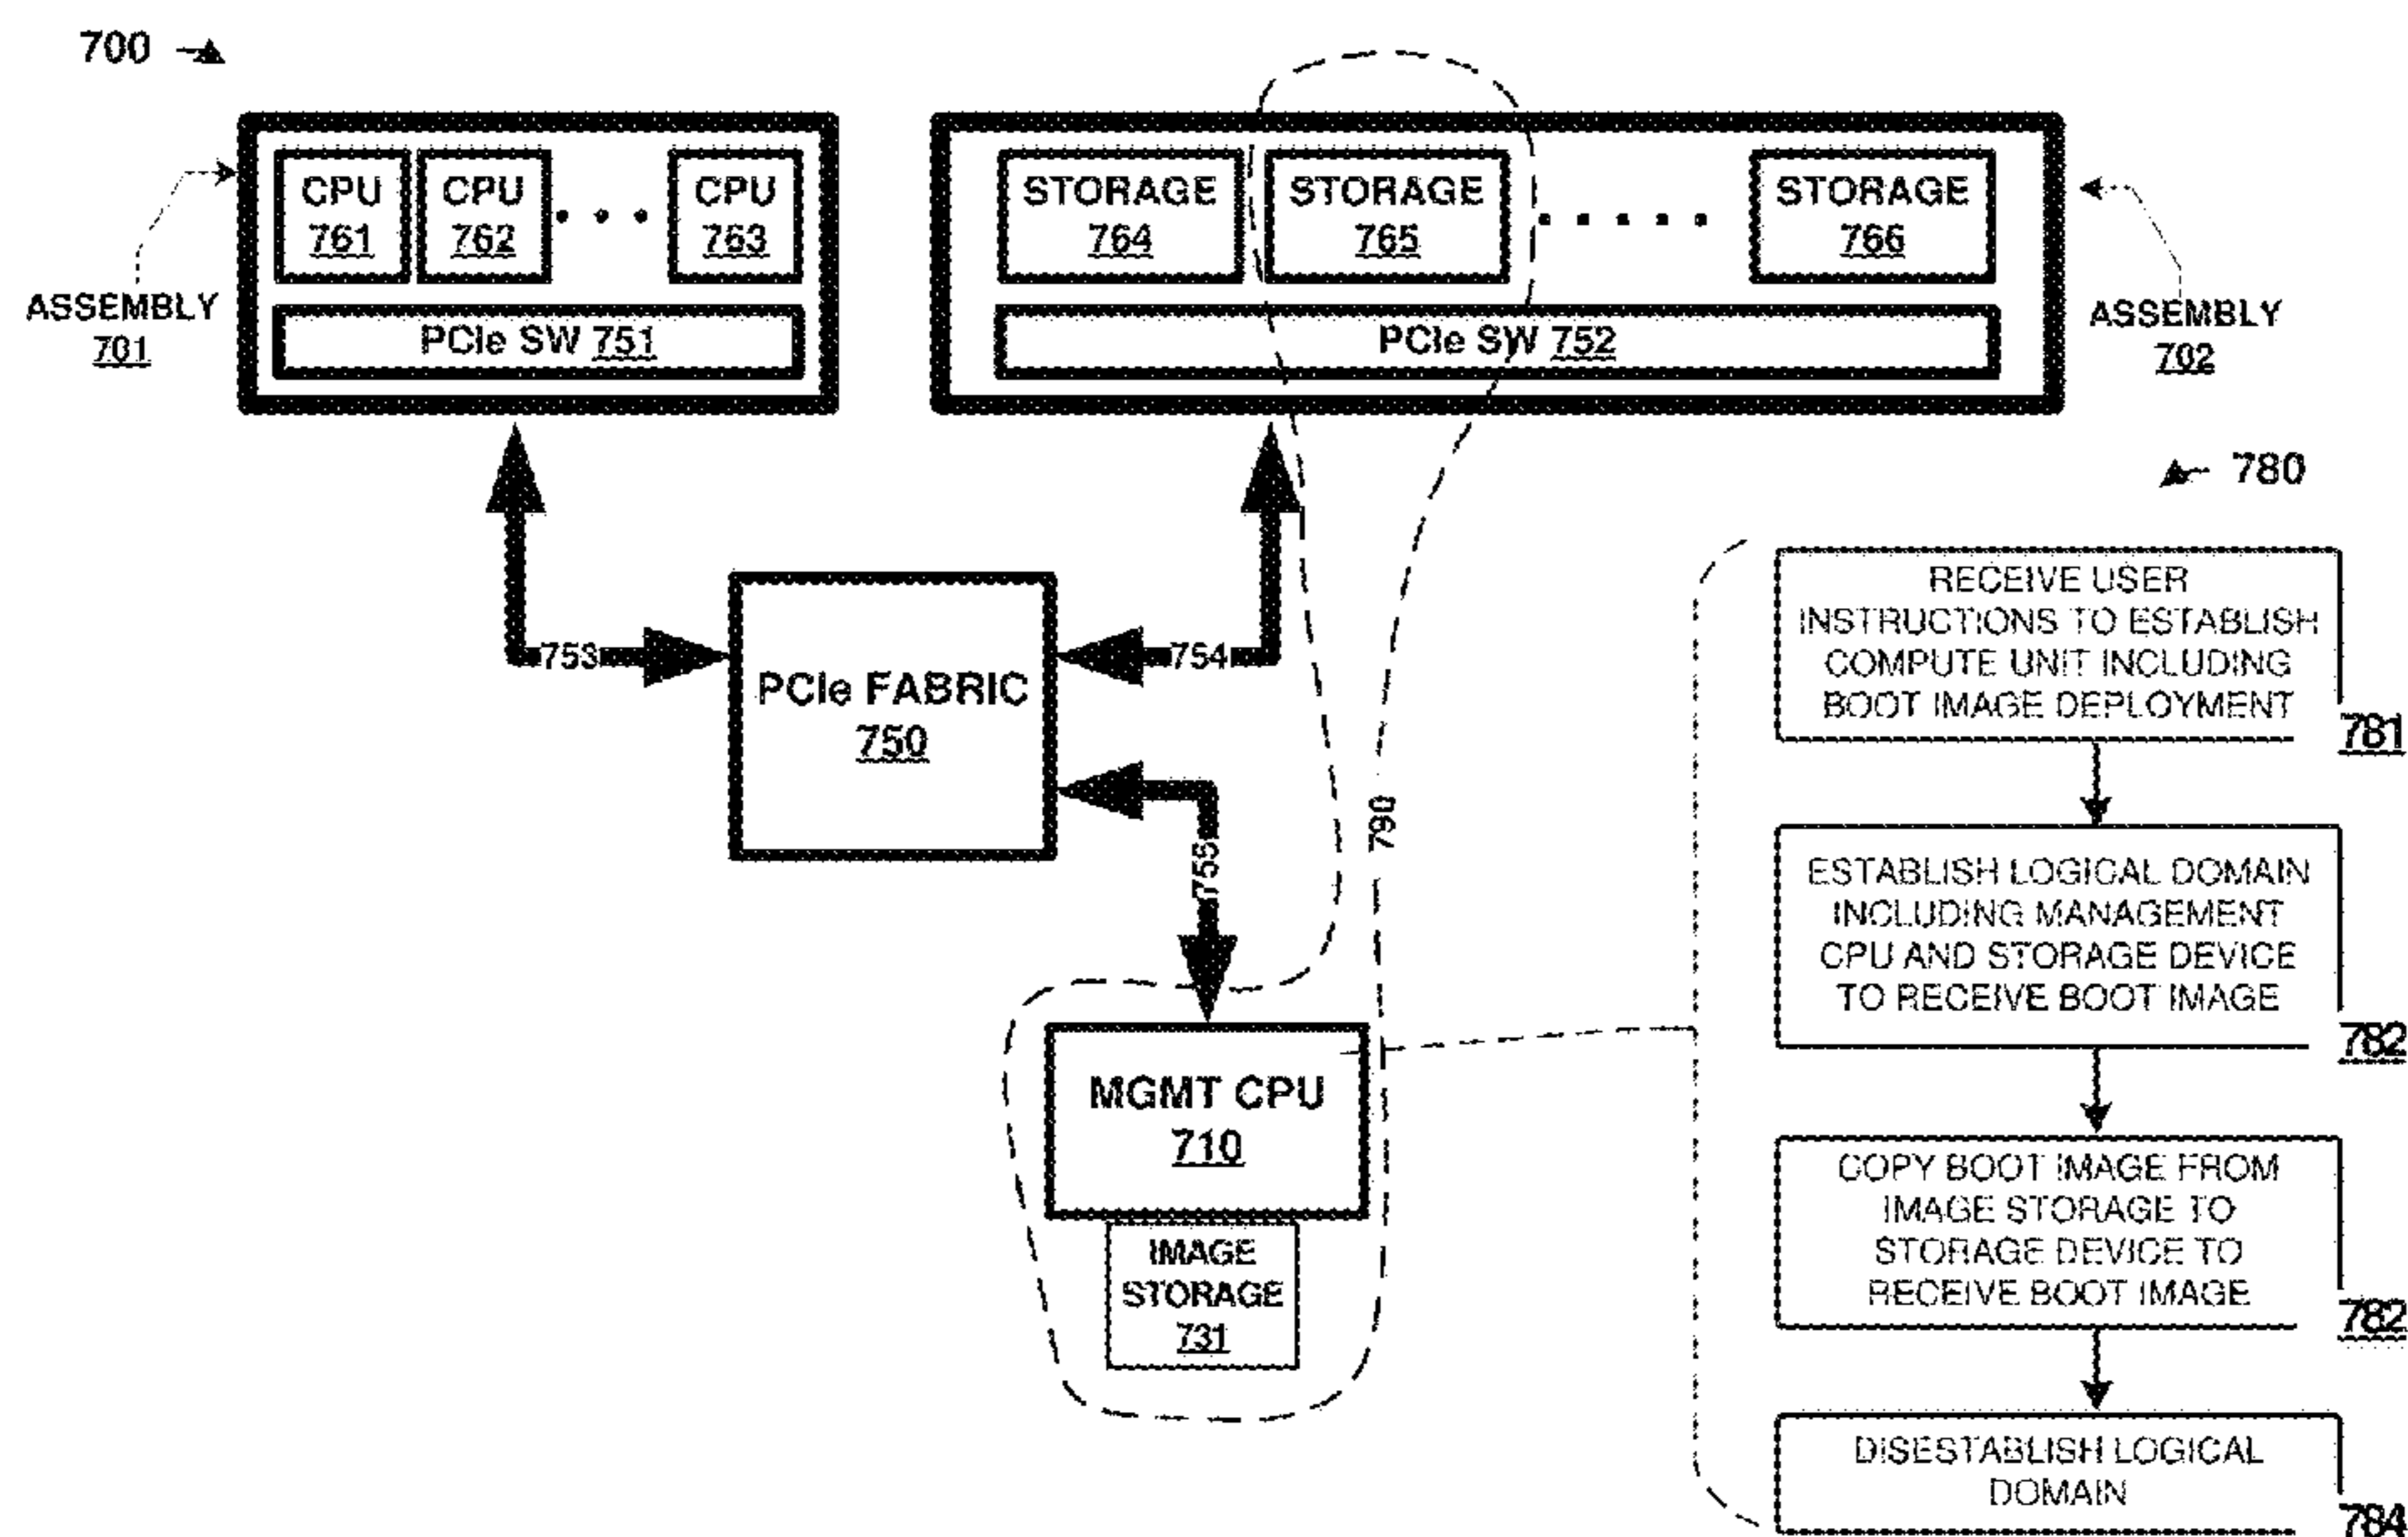 700
CPU
761
CPU
762
CPU
763
PCIe SW 751
ASSEMBLY
701
STORAGE
764
STORAGE
765
STORAGE
766
PCIe SW 752
ASSEMBLY
702
753
754
PCIe FABRIC
750
755
790
MGMT CPU
710
IMAGE
STORAGE
731
780
RECEIVE USER
INSTRUCTIONS TO ESTABLISH
COMPUTE UNIT INCLUDING
BOOT IMAGE DEPLOYMENT
781
ESTABLISH LOGICAL DOMAIN
INCLUDING MANAGEMENT
CPU AND STORAGE DEVICE
TO RECEIVE BOOT IMAGE
782
COPY BOOT IMAGE FROM
IMAGE STORAGE TO
STORAGE DEVICE TO
RECEIVE BOOT IMAGE
782
DISESTABLISH LOGICAL
DOMAIN
784